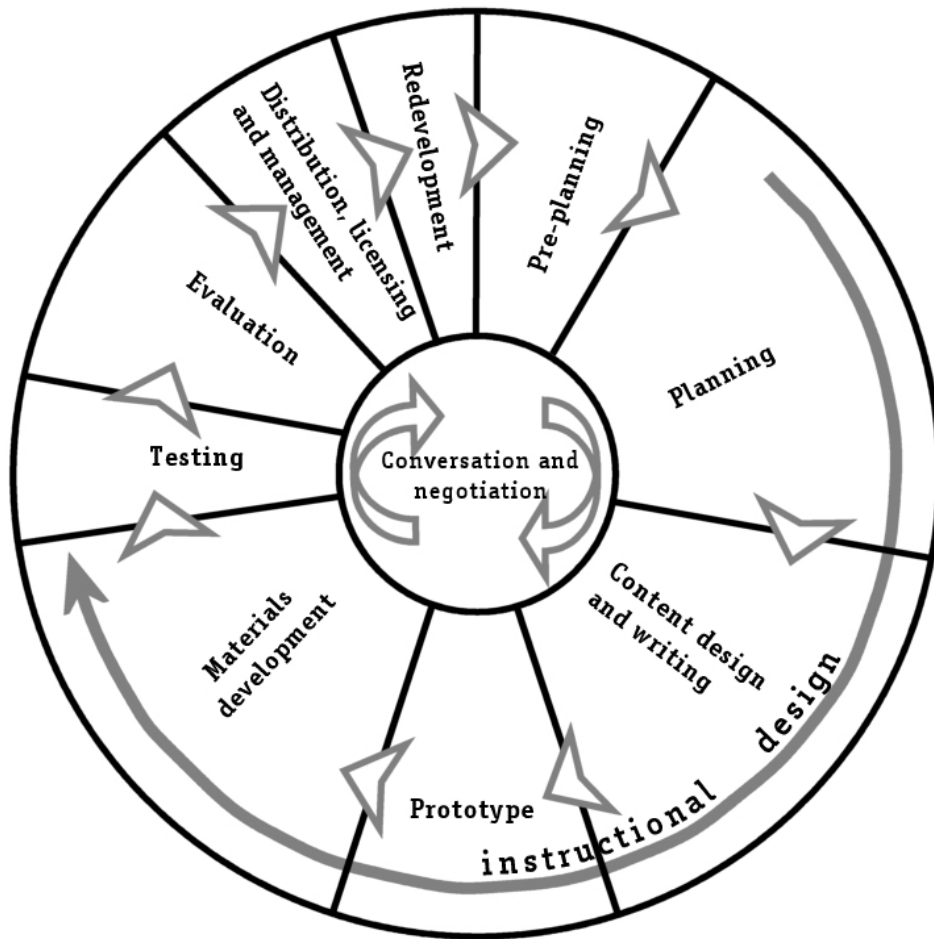 Redevelopment
Distribution, licensing
and management
Pre-planning
Evaluation
Planning
Testing
Conversation and
negotiation
Content design
and writing
Materials
development
Prototype
instructional design